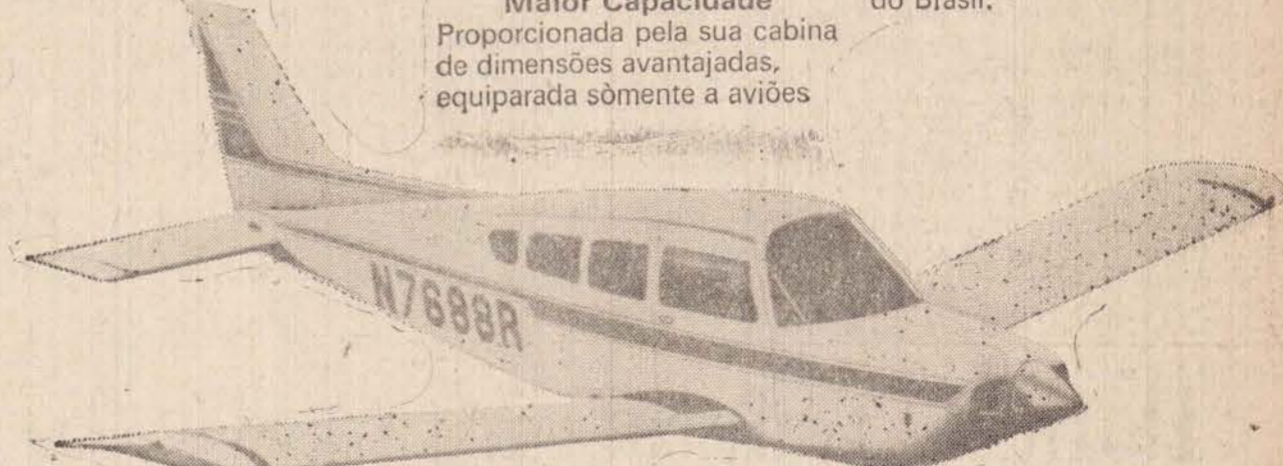 Maior Capacidade
Proporcionada pela sua cabina
de dimensões avantajadas,
equiparada sòmente a aviões
do Brasil.
N7688R